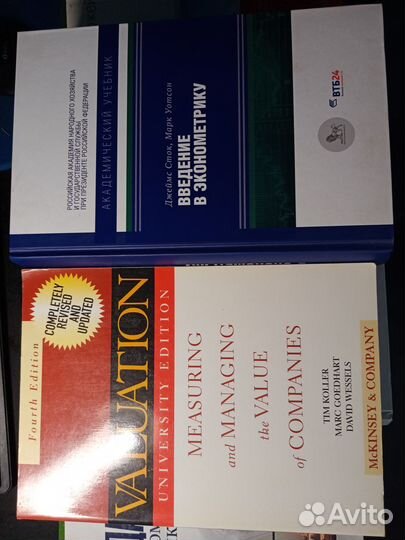 РОССИЙСКАЯ АКАДЕМИЯ НАРОДНОГО ХОЗЯЙСТВА
И ГОСУДАРСТВЕННОЙ СЛУЖБЫ
ПРИ ПРЕЗИДЕНТЕ РОССИЙСКОЙ ФЕДЕРАЦИИ
АКАДЕМИЧЕСКИЙ УЧЕБНИК
Джеймс Сток, Марк Уотсон
ВВЕДЕНИЕ
В ЭКОНОМЕТРИКУ
ВТБ24
Fourth Edition
COMPLETELY
REVISED
AND
UPDATED
VALUATION
UNIVERSITY EDITION
MEASURING
and MANAGING
the VALUE
of COMPANIES
TIM KOLLER
MARC GOEDHART
DAVID WESSELS
McKINSEY & COMPANY
Avito